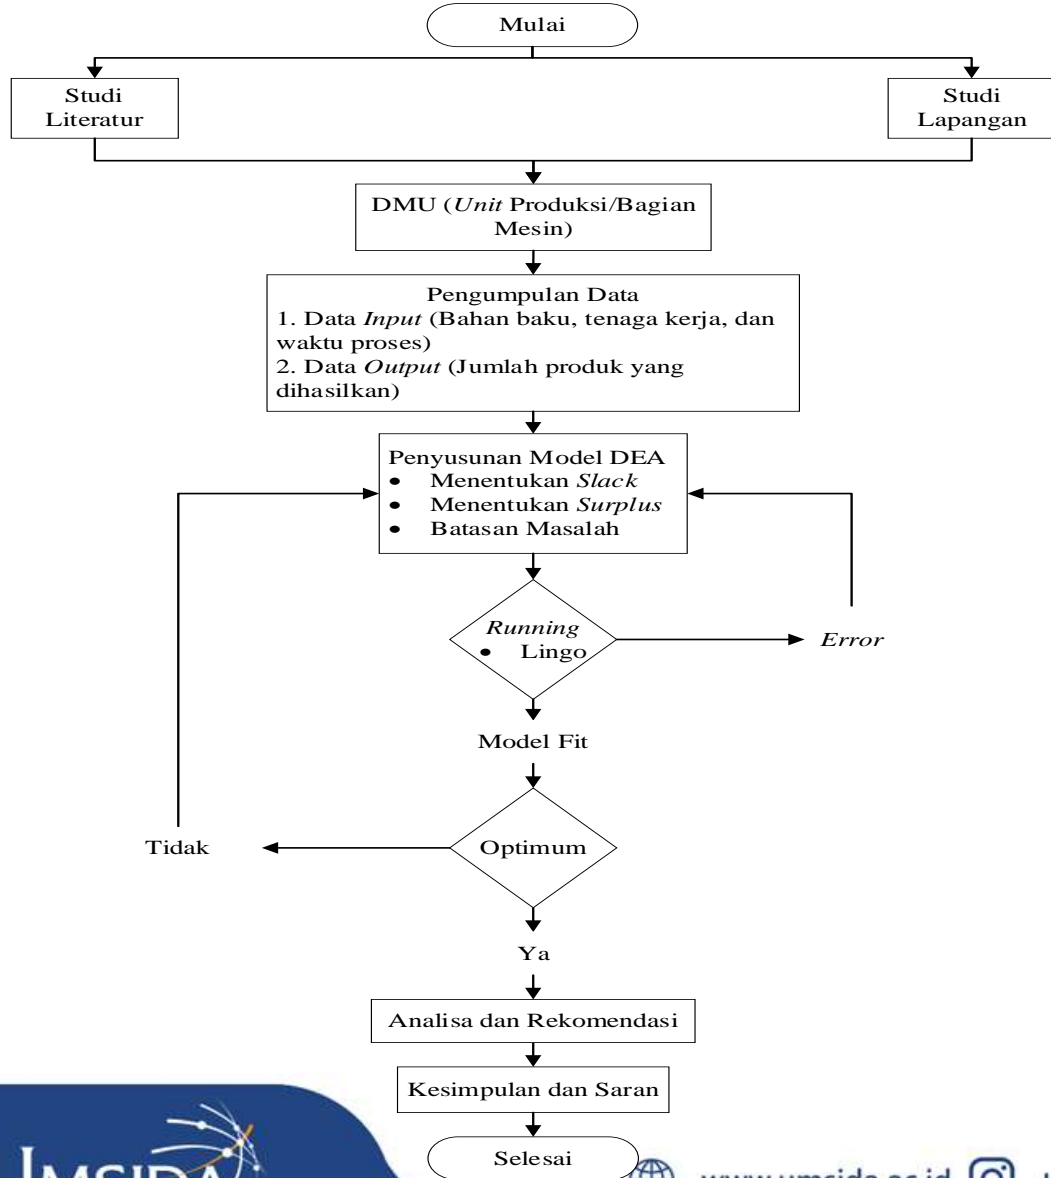 Mulai
Studi
Literatur
Studi
Lapangan
DMU (Unit Produksi/Bagian
Mesin)
Pengumpulan Data
1. Data Input (Bahan baku, tenaga kerja, dan
waktu proses)
2. Data Output (Jumlah produk yang
dihasilkan)
Penyusunan Model DEA
• Menentukan Slack
• Menentukan Surplus
• Batasan Masalah
Running
• Lingo
Error
Model Fit
Tidak
Optimum
Ya
Analisa dan Rekomendasi
Kesimpulan dan Saran
Selesai
UMSIDA
www.umsida.ac.id